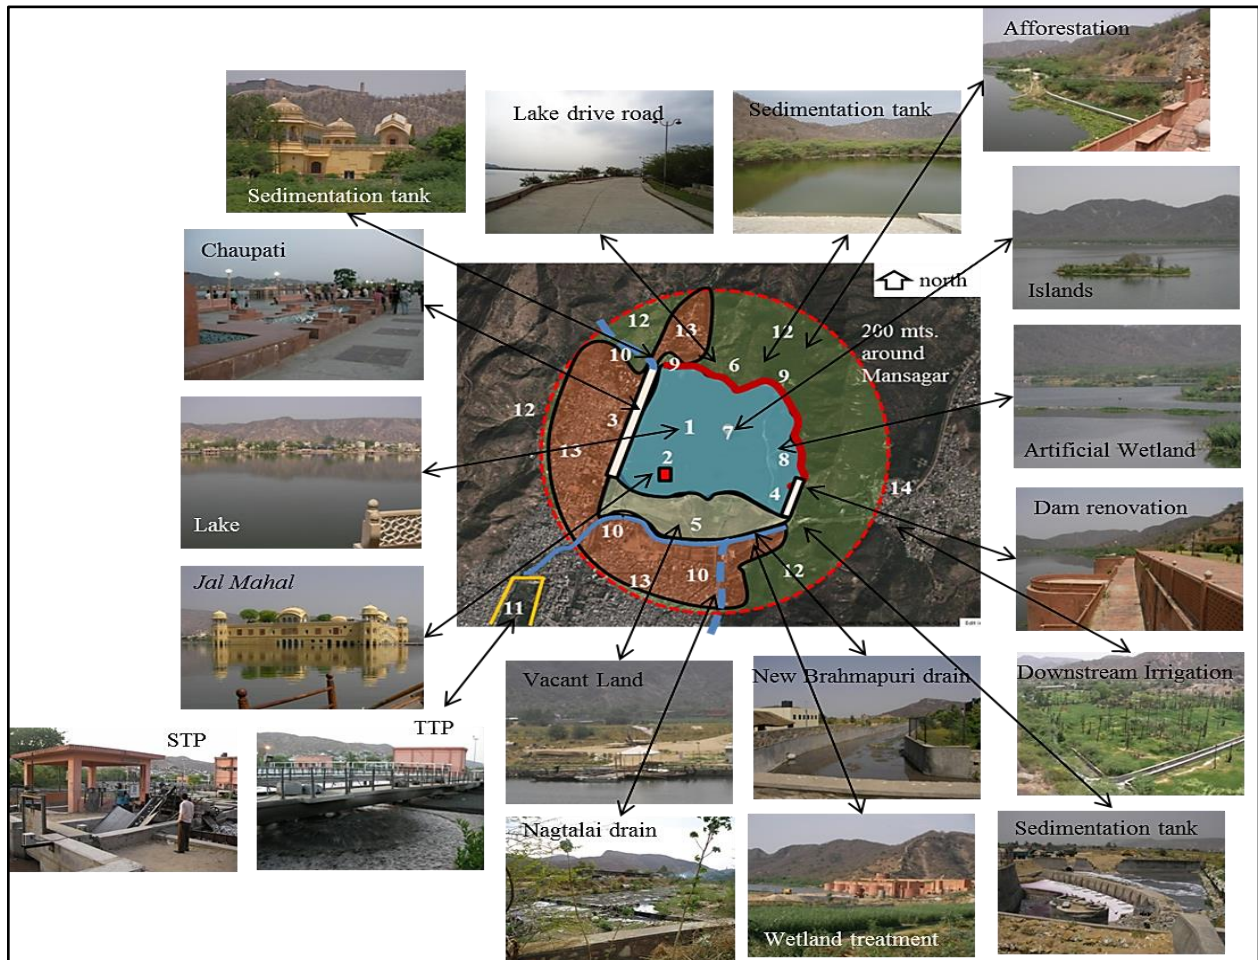 Afforestation
Lake drive road
Sedimentation tank
Sedimentation tank
Chaupati
Islands
north
12
13
12
200 mts.
around
Mansagar
10
9
6
9
12
3
1
7
13
8
2
4
14
5
10
13
10
12
11
Artificial Wetland
Lake
Dam renovation
Jal Mahal
Downstream Irrigation
Vacant Land
New Brahmapuri drain
TTP
STP
Nagtalai drain
Sedimentation tank
Wetland treatment